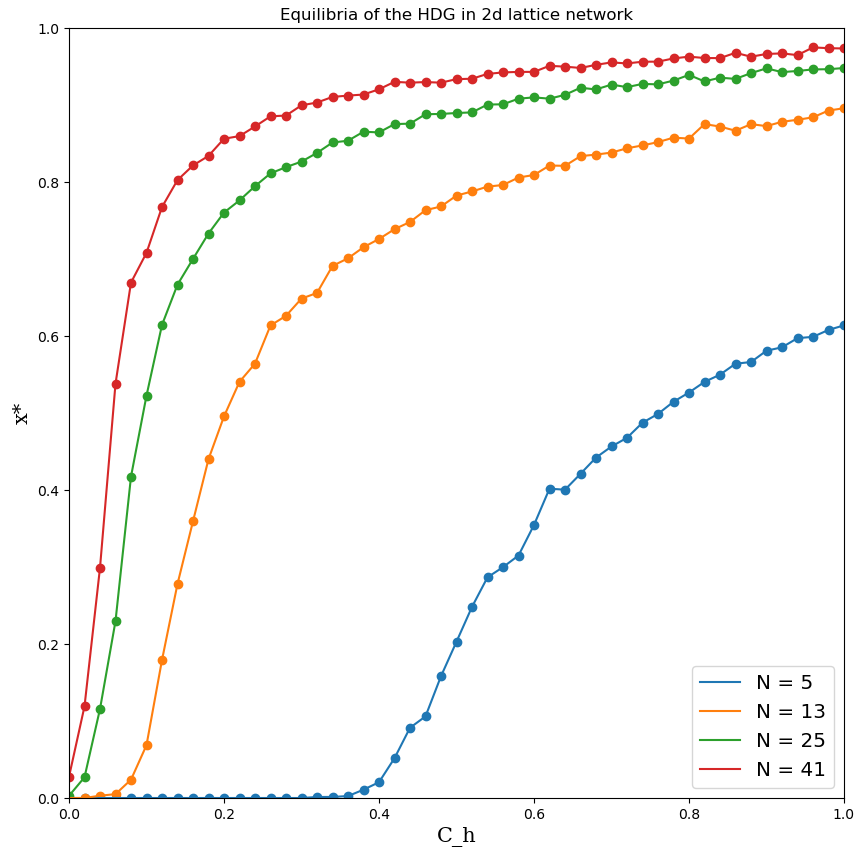 Equilibria of the HDG in 2d lattice network
1.0
0.8
0.6
0.4
0.2
0.0
x*
0.0 0.2 0.4 0.6 0.8 1.0
C_h
N = 5
N = 13
N = 25
N = 41